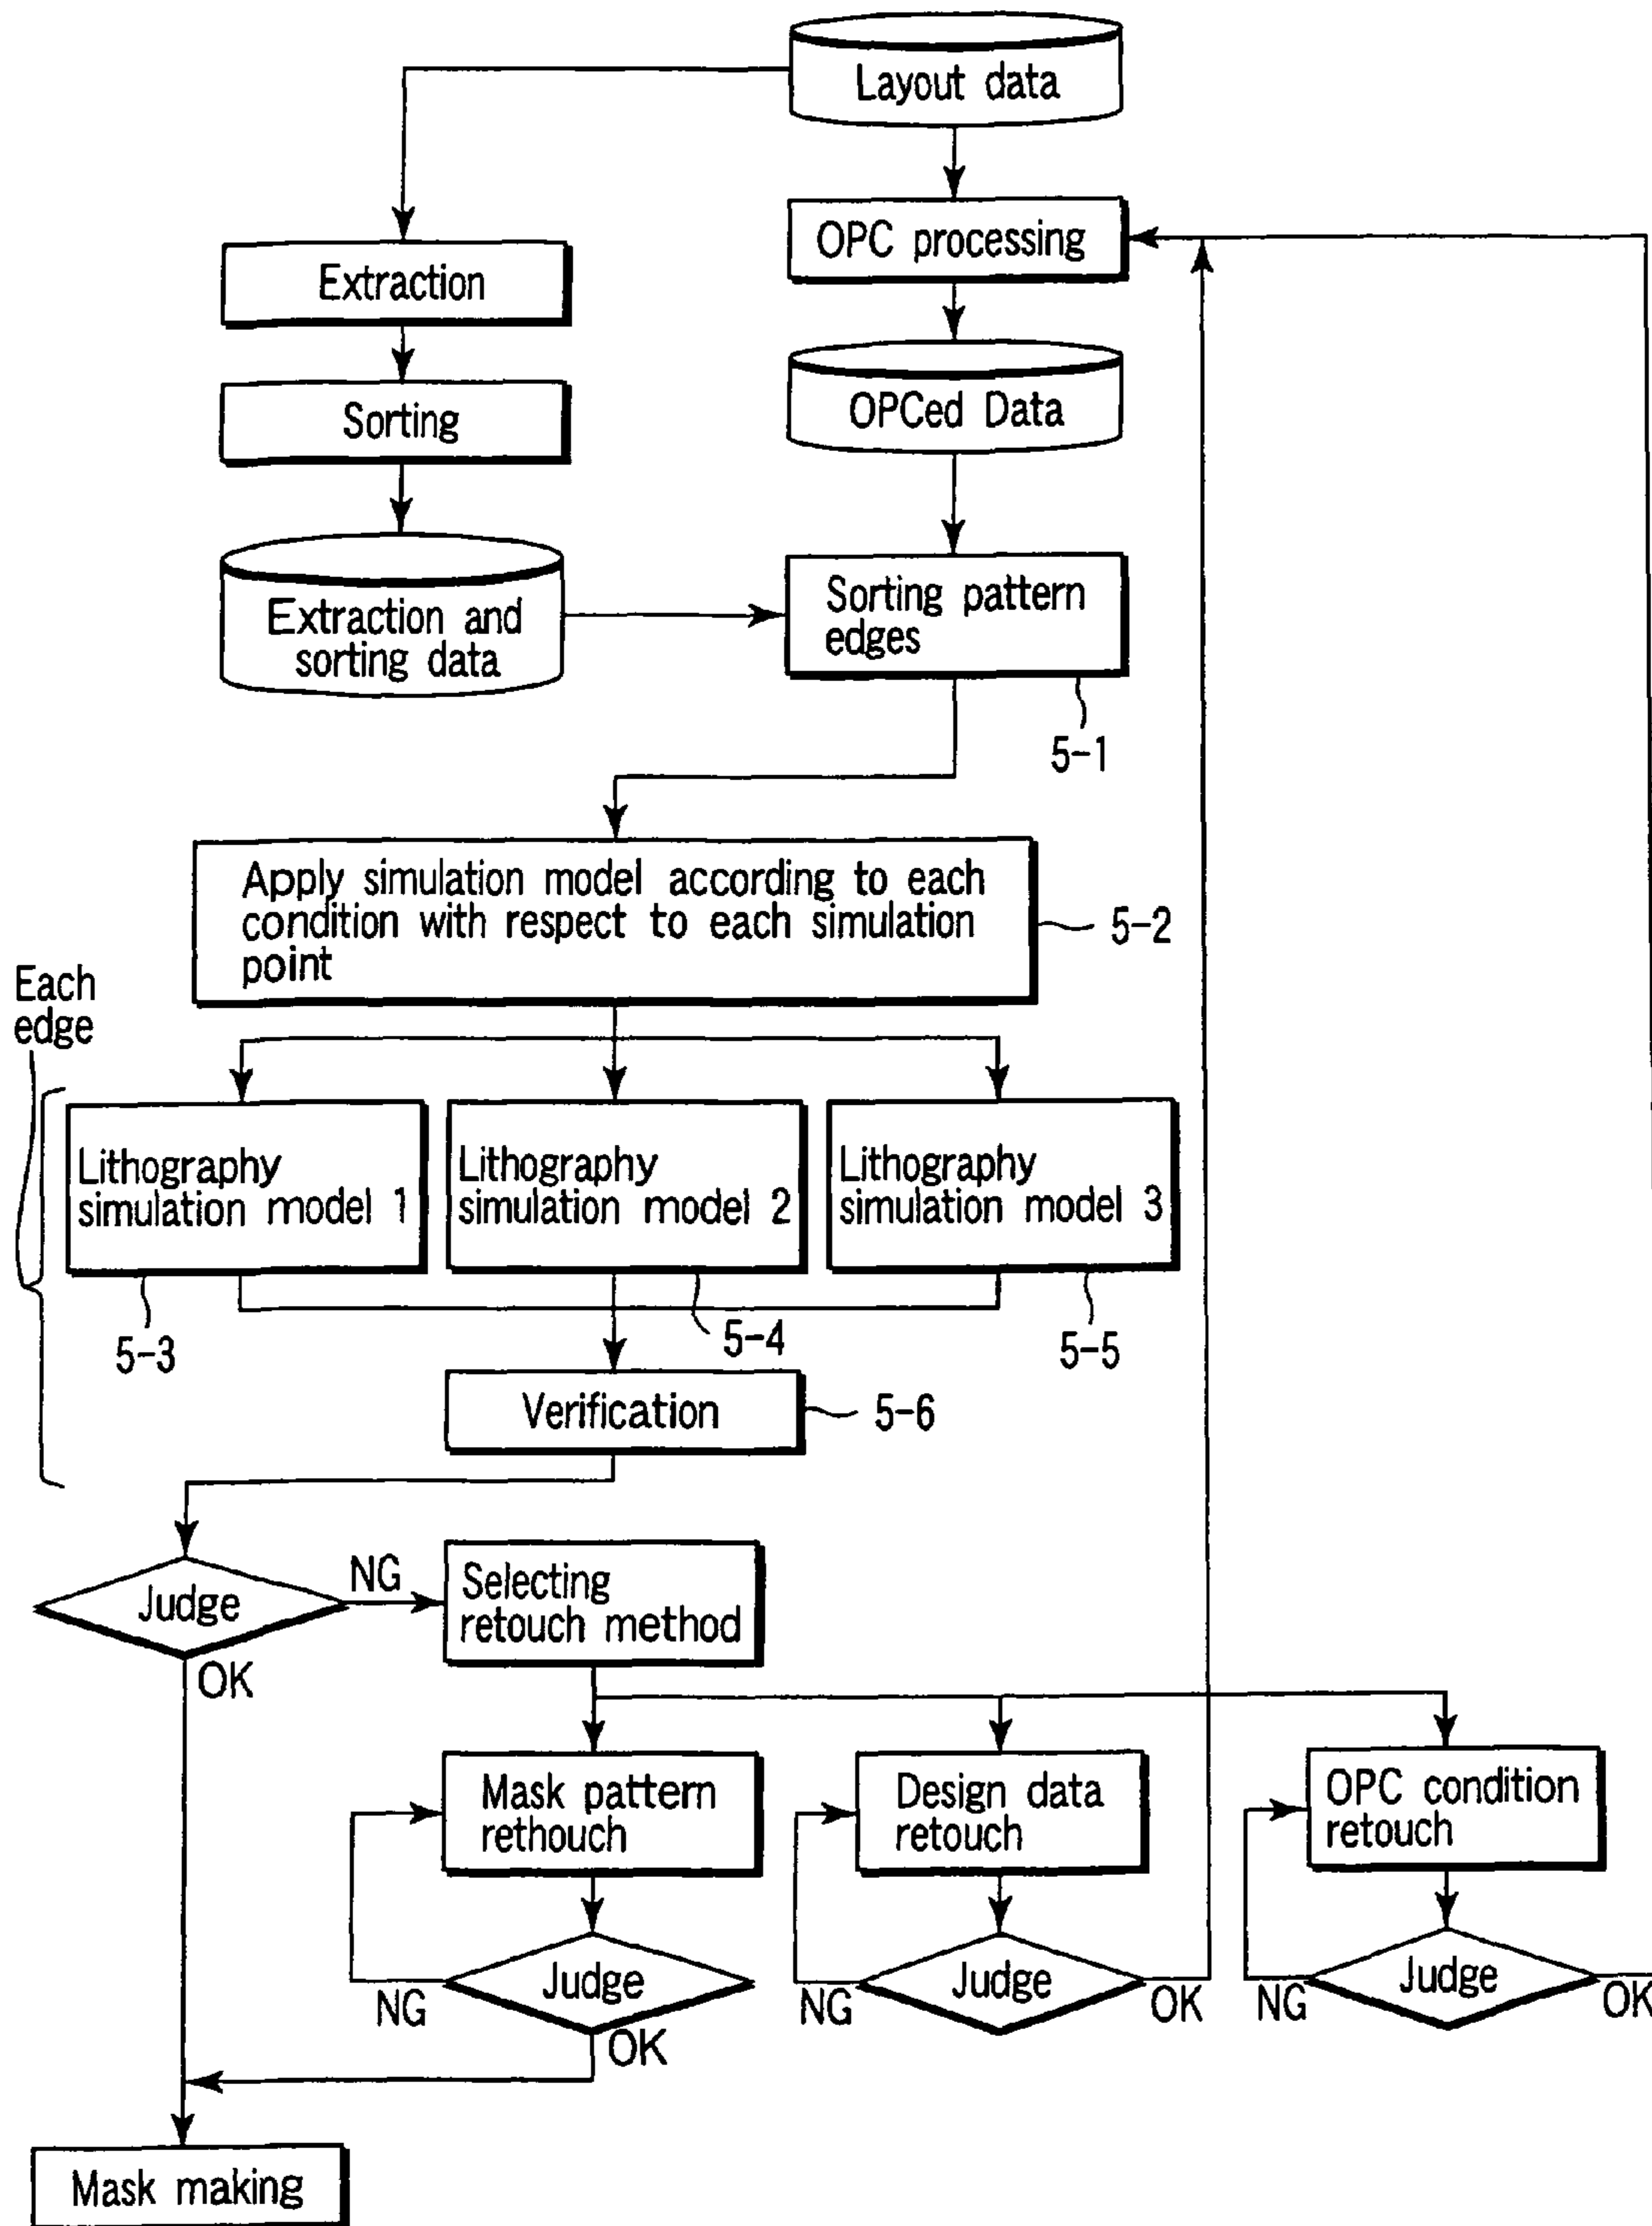 Layout data
OPC processing
Extraction
OPCed Data
Sorting
Extraction and
sorting data
Sorting pattern
edges
5-1
Apply simulation model according to each
condition with respect to each simulation
point
5-2
Each
edge
Lithography
simulation model 1
Lithography
simulation model 2
Lithography
simulation model 3
5-3
5-4
5-5
Verification
5-6
Judge
NG
OK
Selecting
retouch method
Mask pattern
rethouch
Design data
retouch
OPC condition
retouch
Judge
NG
OK
Judge
NG
OK
Judge
NG
OK
Mask making